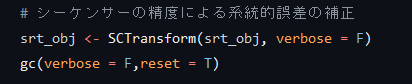 # シーケンサーの精度による系統的誤差の補正
srt_obj <- SCTransform(srt_obj, verbose = F)
gc(verbose = F,reset = T)